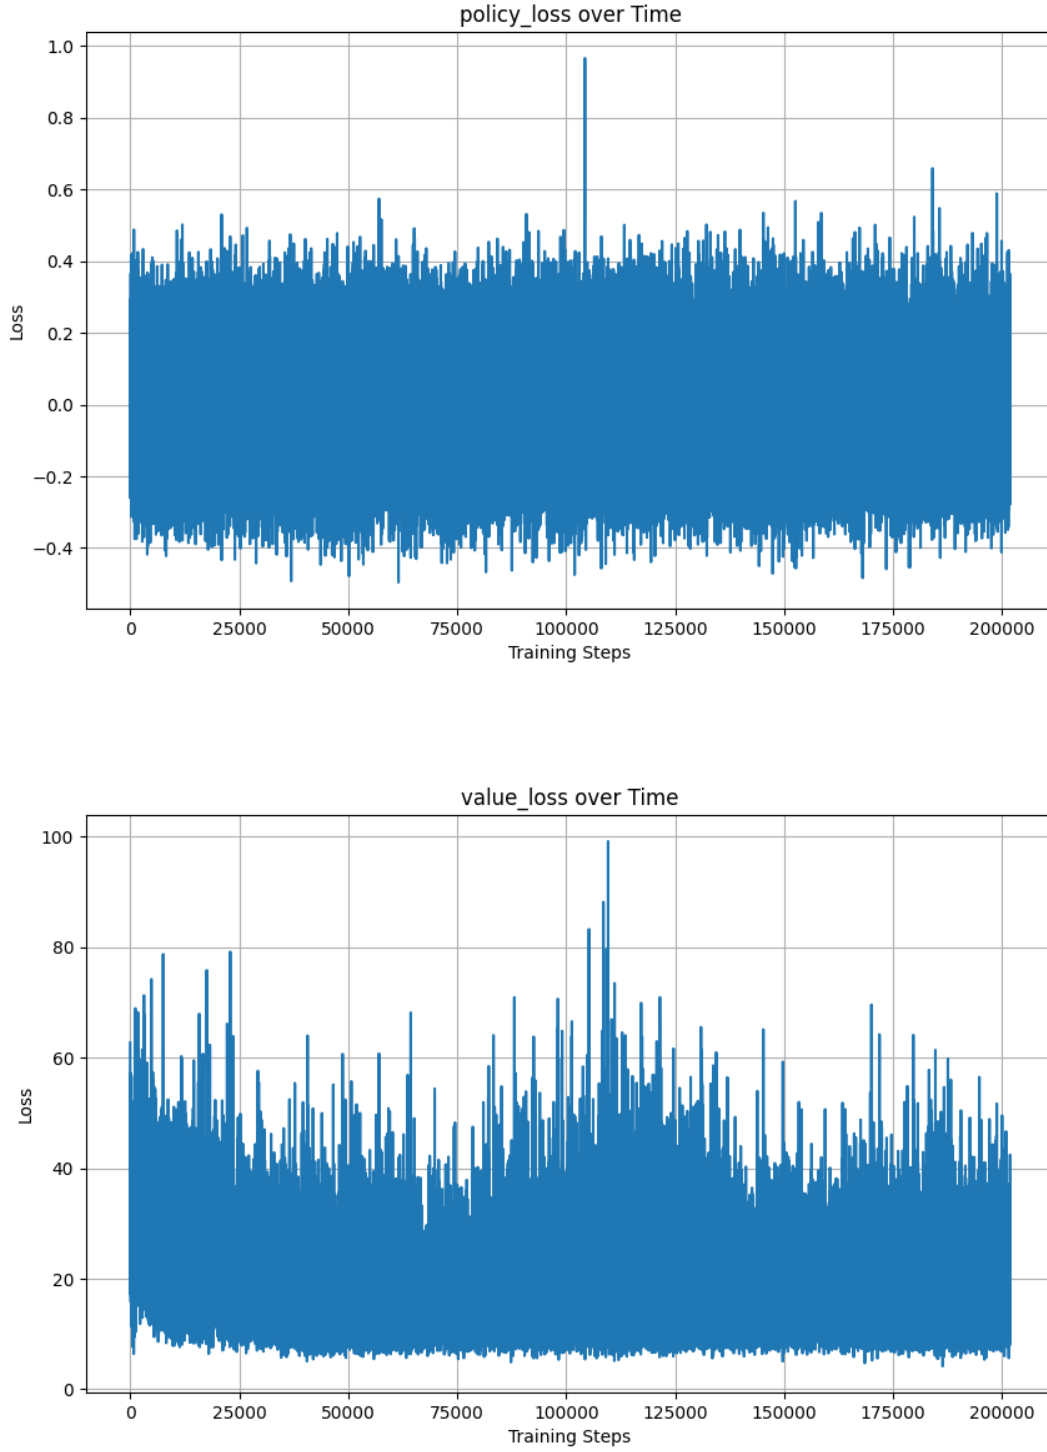 policy_loss over Time
1.0
0.8
0.6
0.4
0.2
0.0
−0.2
−0.4
Loss
0 25000 50000 75000 100000 125000 150000 175000 200000
Training Steps
value_loss over Time
100
80
60
40
20
0
Loss
0 25000 50000 75000 100000 125000 150000 175000 200000
Training Steps